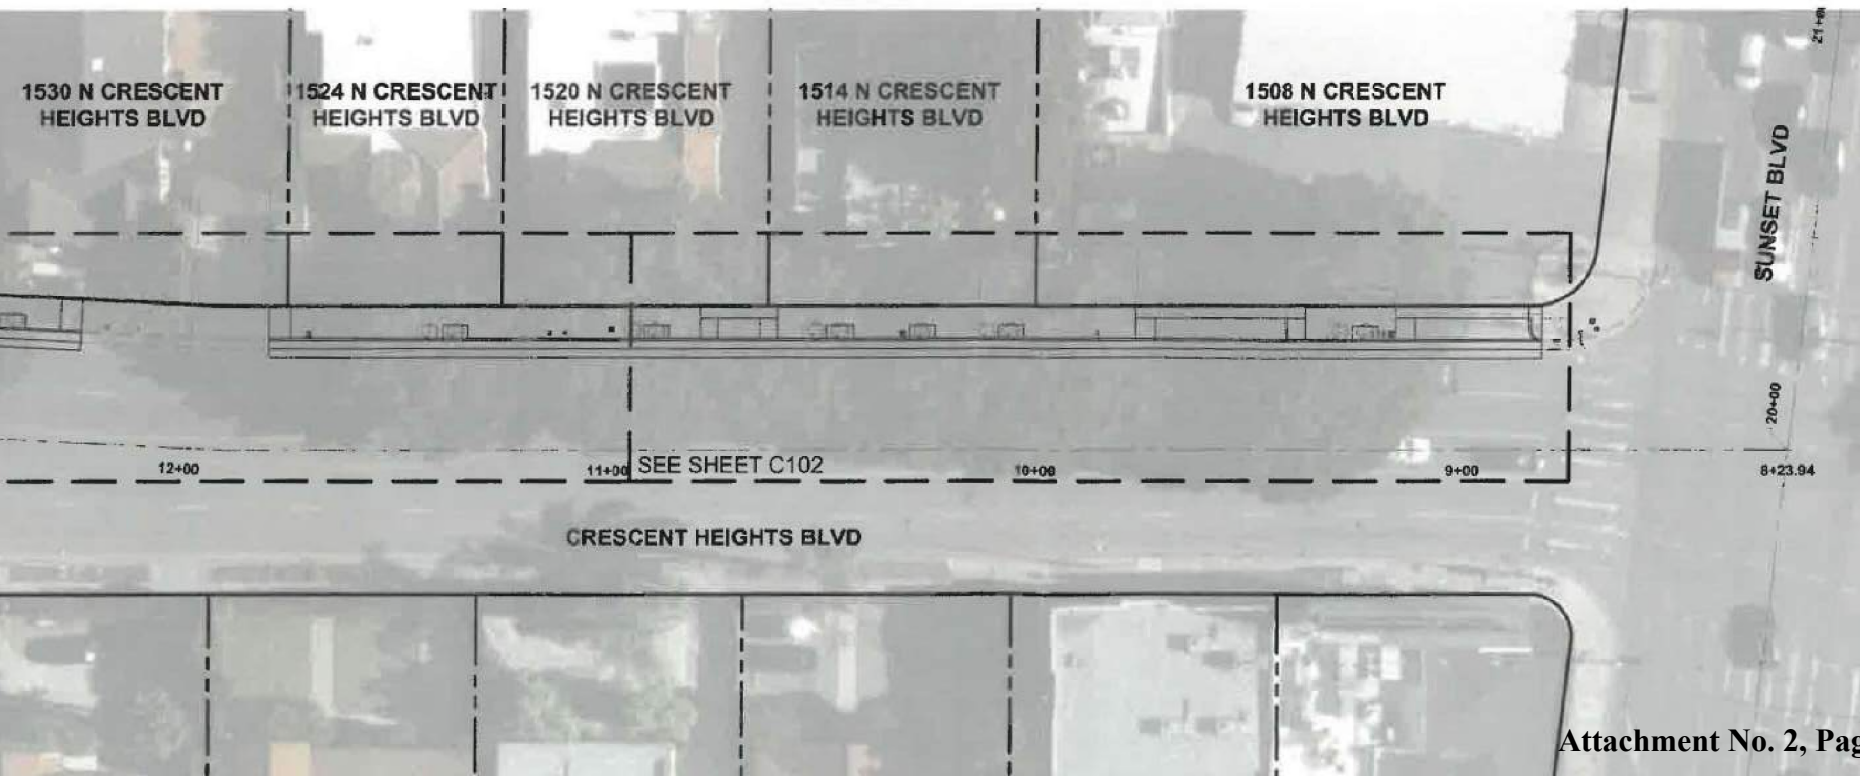 1530 N CRESCENT
HEIGHTS BLVD
1524 N CRESCENT
HEIGHTS BLVD
1520 N CRESCENT
HEIGHTS BLVD
1514 N CRESCENT
HEIGHTS BLVD
1508 N CRESCENT
HEIGHTS BLVD
21+00
SUNSET BLVD
20+00
12+00
11+00
SEE SHEET C102
10+00
9+00
8+23.94
CRESCENT HEIGHTS BLVD
Attachment No. 2, Pag